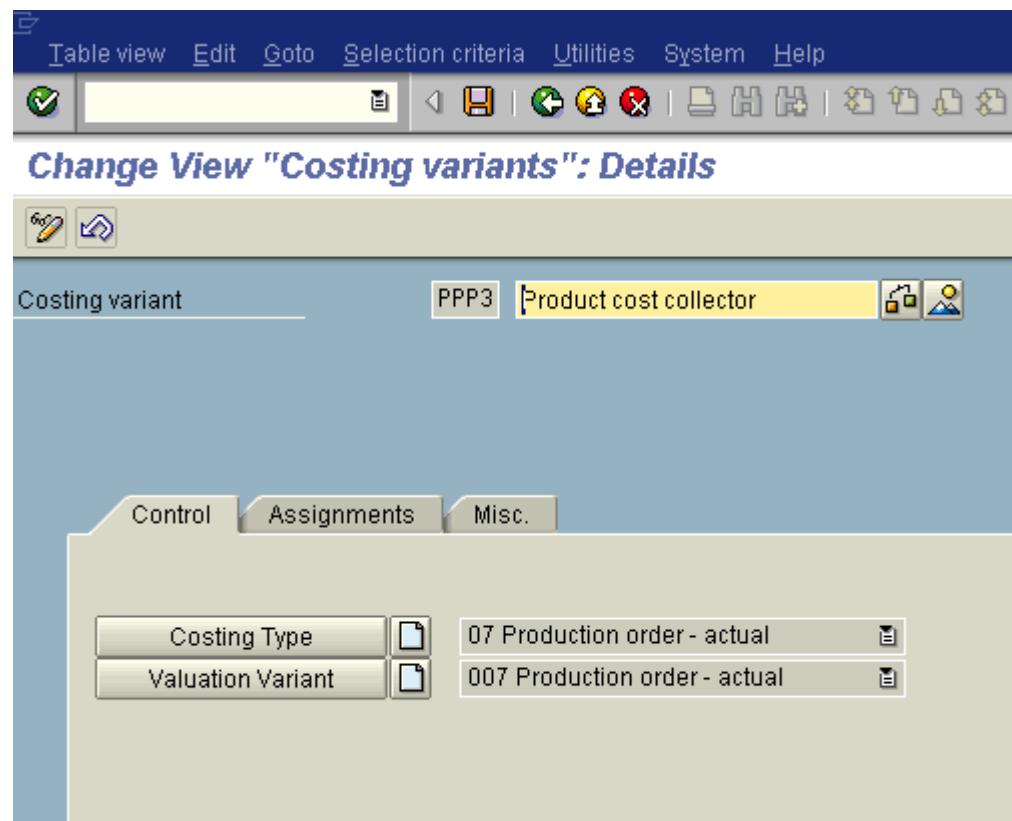 Table view Edit Goto Selection criteria Utilities System Help
Change View "Costing variants": Details
Costing variant PPP3 Product cost collector
Control Assignments Misc.
Costing Type 07 Production order - actual
Valuation Variant 007 Production order - actual